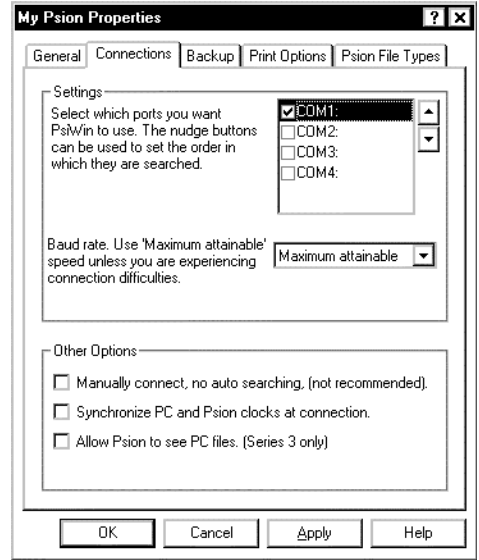 My Psion Properties
General Connections Backup Print Options Psion File Types
Settings
Select which ports you want
PsiWin to use. The nudge buttons
can be used to set the order in
which they are searched.
COM1:
COM2:
COM3:
COM4:
Baud rate. Use 'Maximum attainable'
speed unless you are experiencing
connection difficulties.
Maximum attainable
Other Options
Manually connect, no auto searching, (not recommended).
Synchronize PC and Psion clocks at connection.
Allow Psion to see PC files. (Series 3 only)
OK Cancel Apply Help